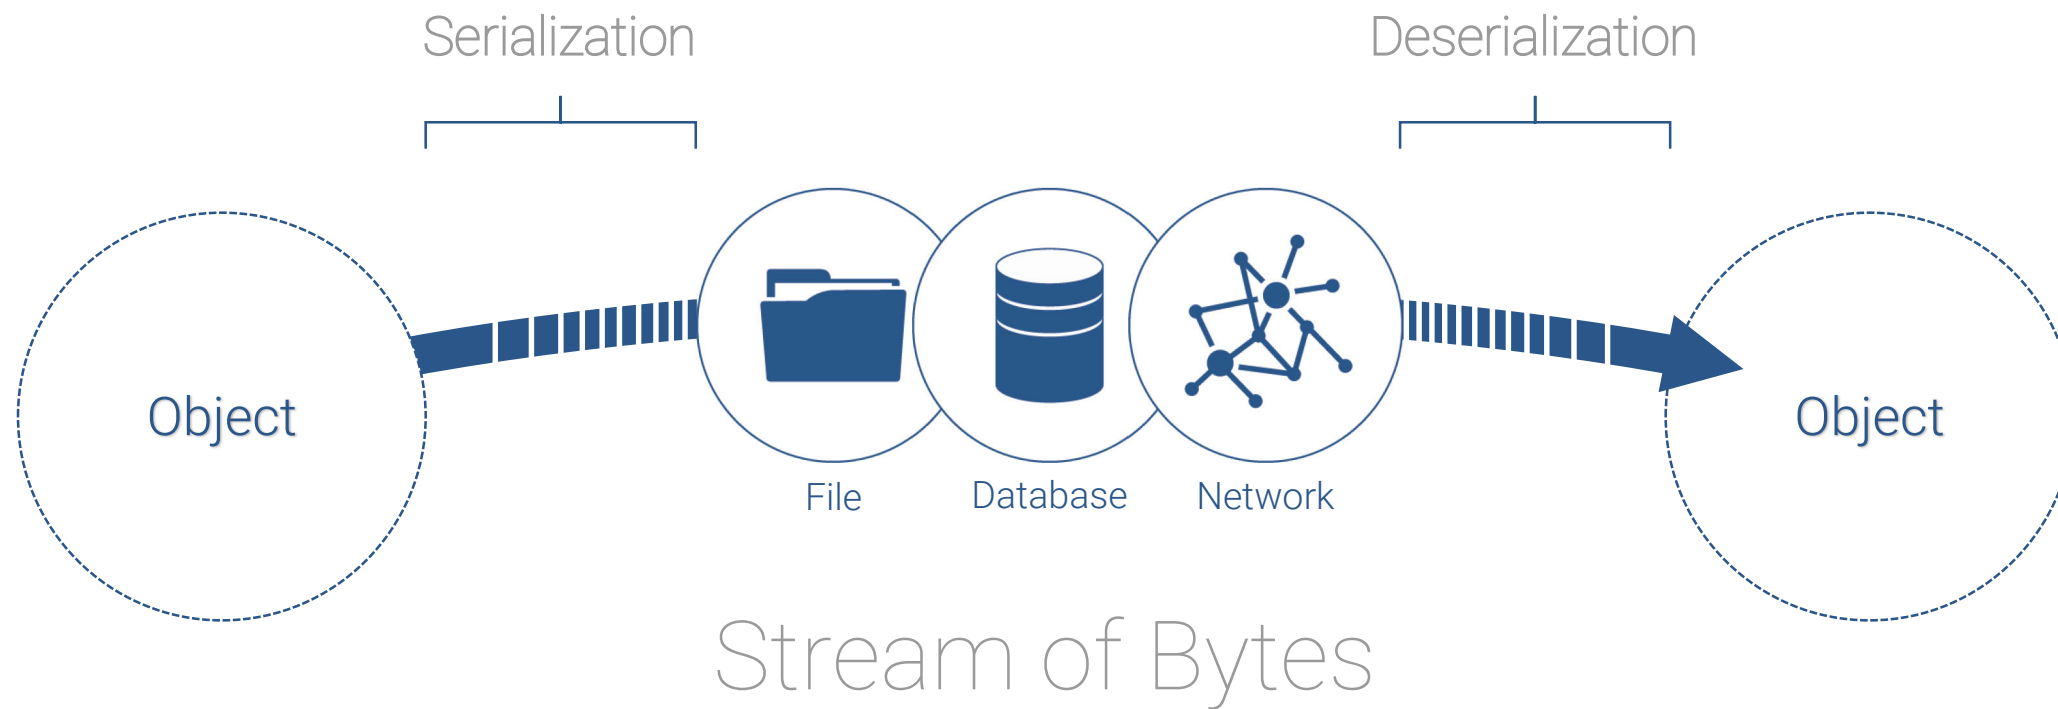 Serialization
Deserialization
Object
Object
File
Database
Network
Stream of Bytes